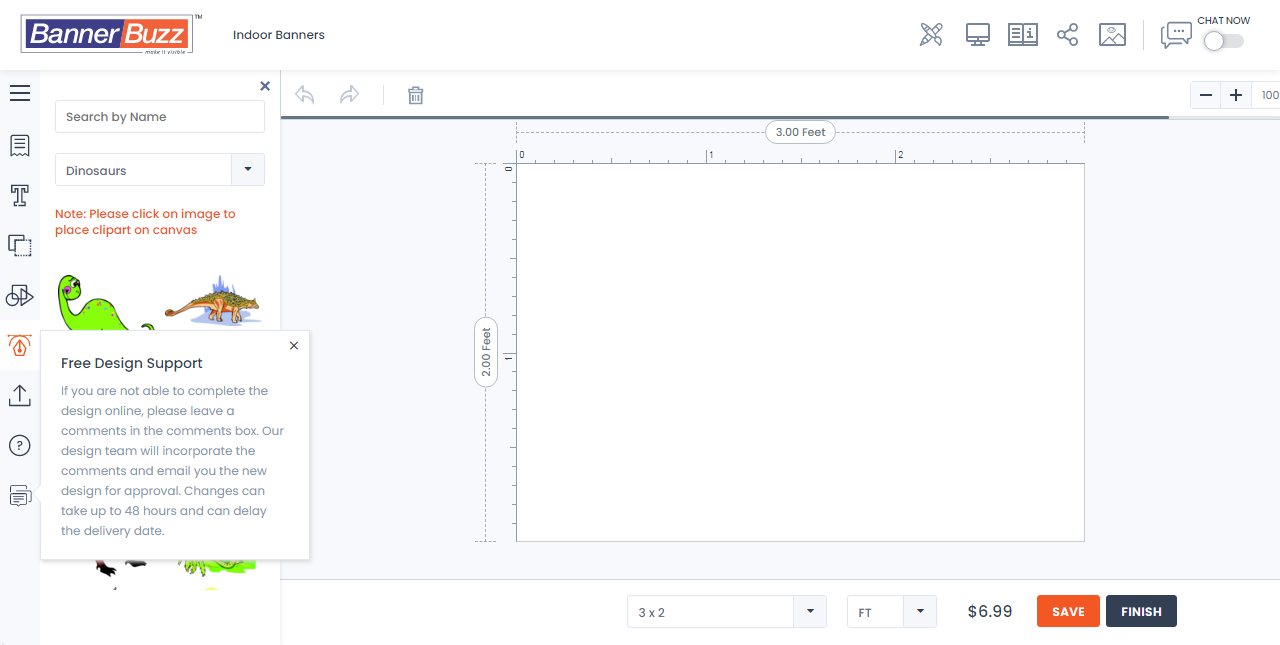 BannerBuzz™
make it visible
Indoor Banners
CHAT NOW
Search by Name
Dinosaurs
Note: Please click on image to
place clipart on canvas
Free Design Support
If you are not able to complete the
design online, please leave a
comments in the comments box. Our
design team will incorporate the
comments and email you the new
design for approval. Changes can
take up to 48 hours and can delay
the delivery date.
100
3.00 Feet
0 1 2
0
1
2.00 Feet
3 x 2
FT
$6.99
SAVE
FINISH